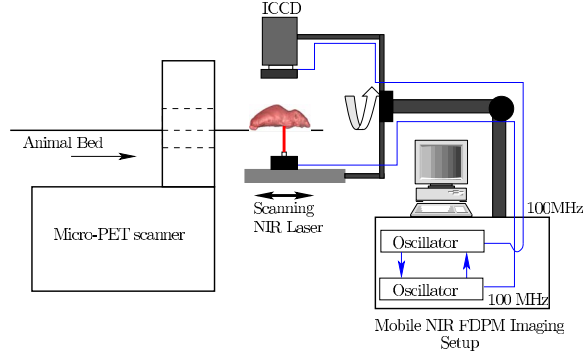 ICCD
Animal Bed
Micro-PET scanner
Scanning
NIR Laser
100MHz
Oscillator
Oscillator
100 MHz
Mobile NIR FDPM Imaging
Setup